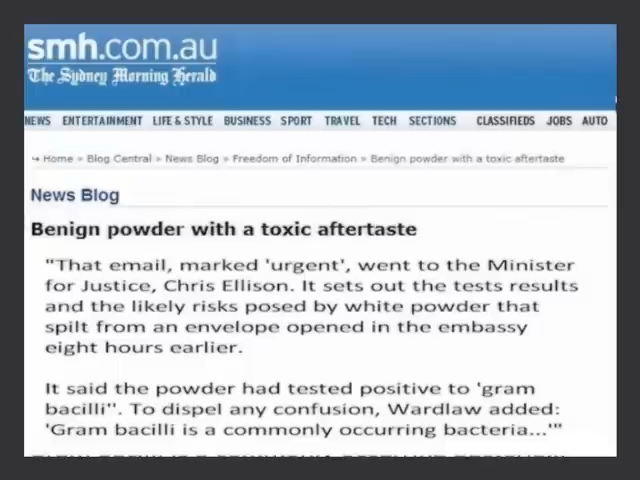 smh.com.au
The Sydney Morning Herald
NEWS ENTERTAINMENT LIFE & STYLE BUSINESS SPORT TRAVEL TECH SECTIONS CLASSIFIEDS JOBS AUTO
↪ Home » Blog Central » News Blog » Freedom of Information » Benign powder with a toxic aftertaste
News Blog
Benign powder with a toxic aftertaste
"That email, marked 'urgent', went to the Minister
for Justice, Chris Ellison. It sets out the tests results
and the likely risks posed by white powder that
spilt from an envelope opened in the embassy
eight hours earlier.
It said the powder had tested positive to 'gram
bacilli". To dispel any confusion, Wardlaw added:
'Gram bacilli is a commonly occurring bacteria...'"